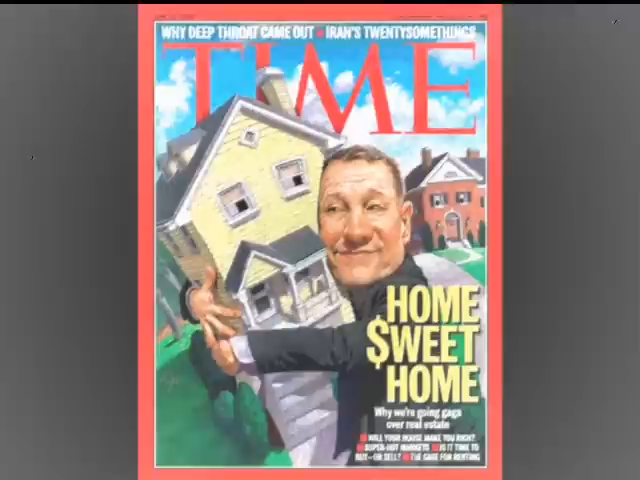 WHY DEEP THROAT CAME OUT ■ IRAN'S TWENTYSOMETHINGS
TIME
HOME
$WEET
HOME
Why we're going gaga
over real estate
■ WILL YOUR HOUSE MAKE YOU RICH?
■ SUPER-HOT MARKETS ■ IS IT TIME TO
BUY—OR SELL? ■ THE CASE FOR RENTING